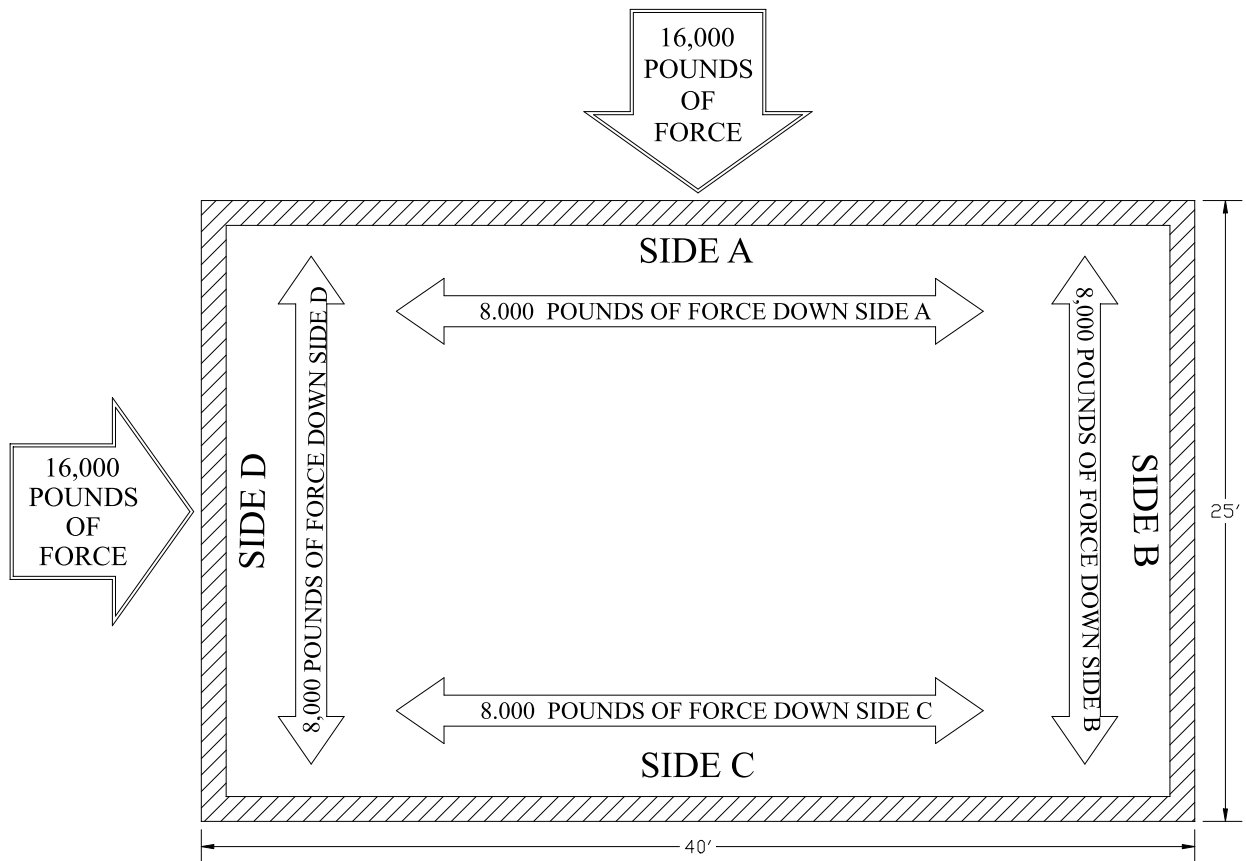 16,000
POUNDS
OF
FORCE
SIDE A
8.000 POUNDS OF FORCE DOWN SIDE A
8,000 POUNDS OF FORCE DOWN SIDE D
8,000 POUNDS OF FORCE DOWN SIDE B
16,000
POUNDS
OF
FORCE
SIDE D
SIDE B
25'
8.000 POUNDS OF FORCE DOWN SIDE C
SIDE C
40'